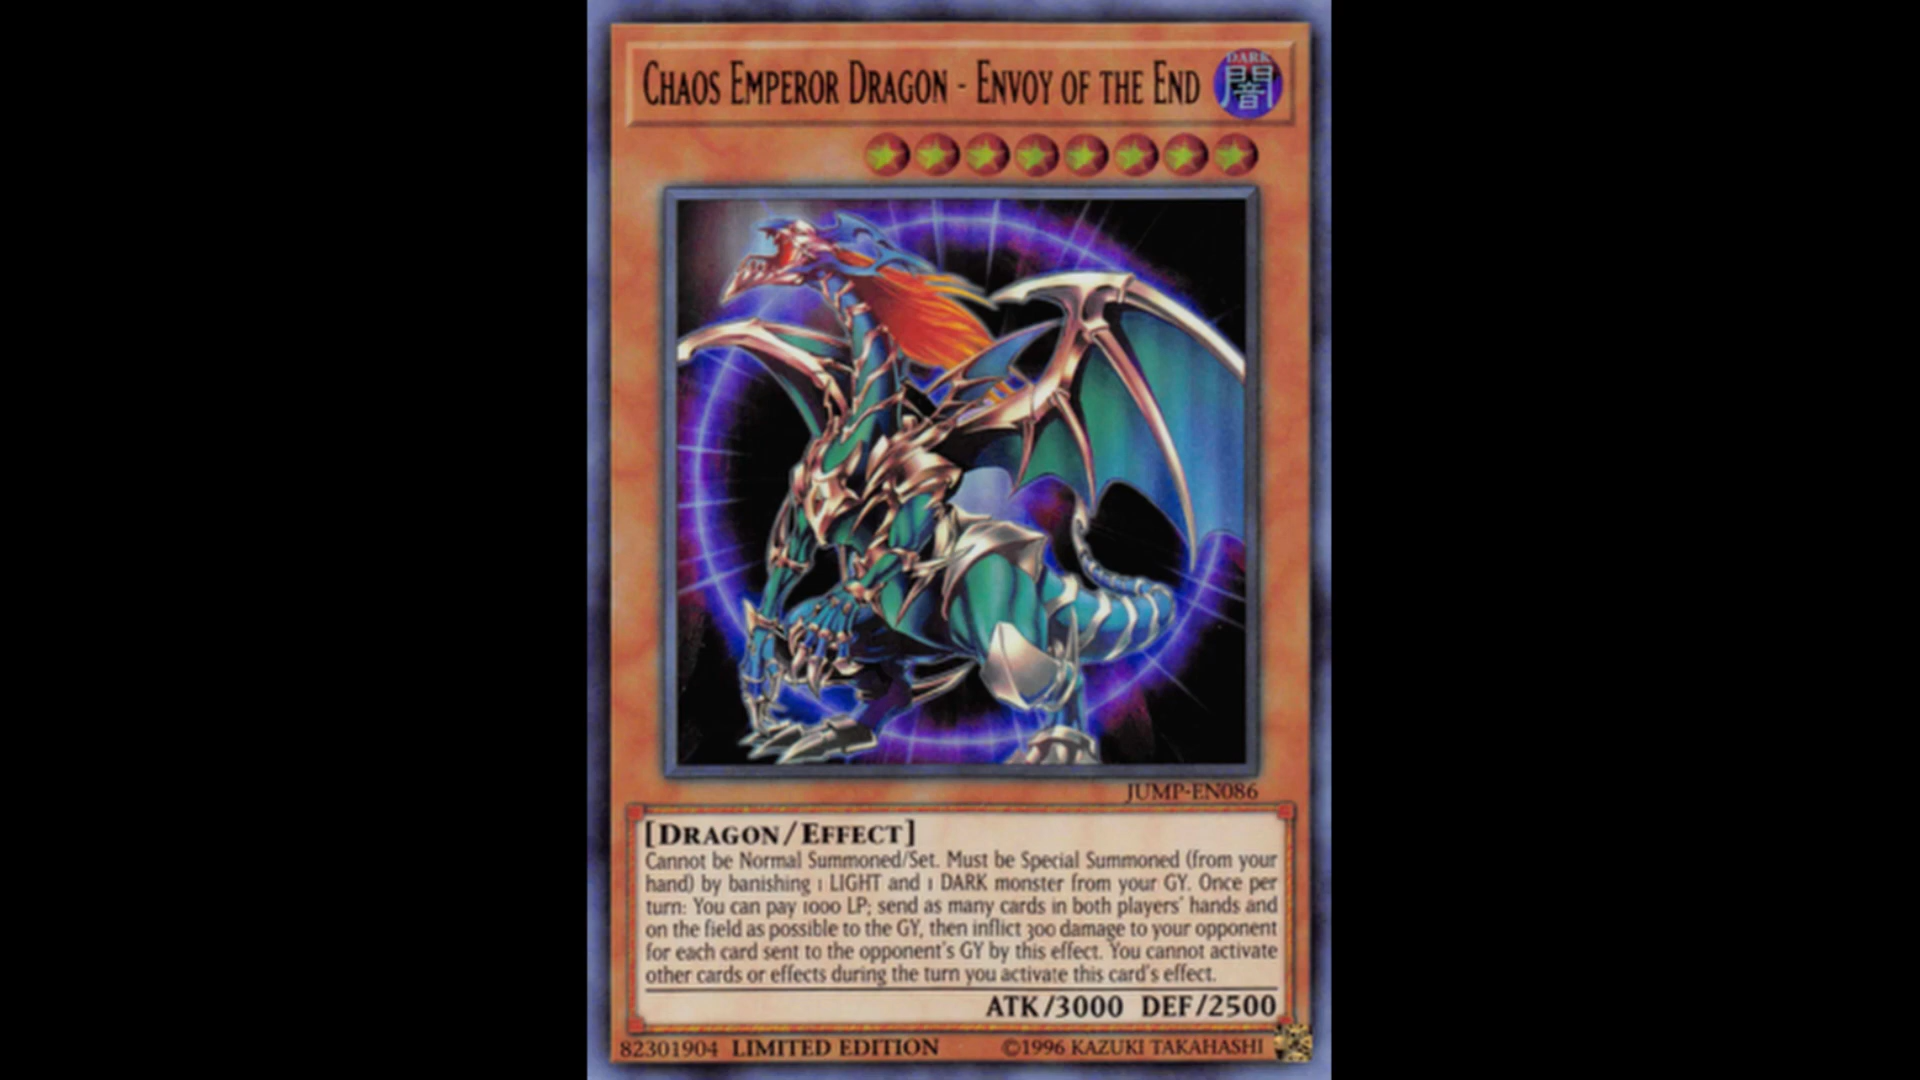 CHAOS EMPEROR DRAGON - ENVOY OF THE END
DARK
闇
JUMP-EN086
[DRAGON/EFFECT]
Cannot be Normal Summoned/Set. Must be Special Summoned (from your
hand) by banishing 1 LIGHT and 1 DARK monster from your GY. Once per
turn: You can pay 1000 LP; send as many cards in both players' hands and
on the field as possible to the GY, then inflict 300 damage to your opponent
for each card sent to the opponent's GY by this effect. You cannot activate
other cards or effects during the turn you activate this card's effect.
ATK/3000 DEF/2500
82301904 LIMITED EDITION ©1996 KAZUKI TAKAHASHI